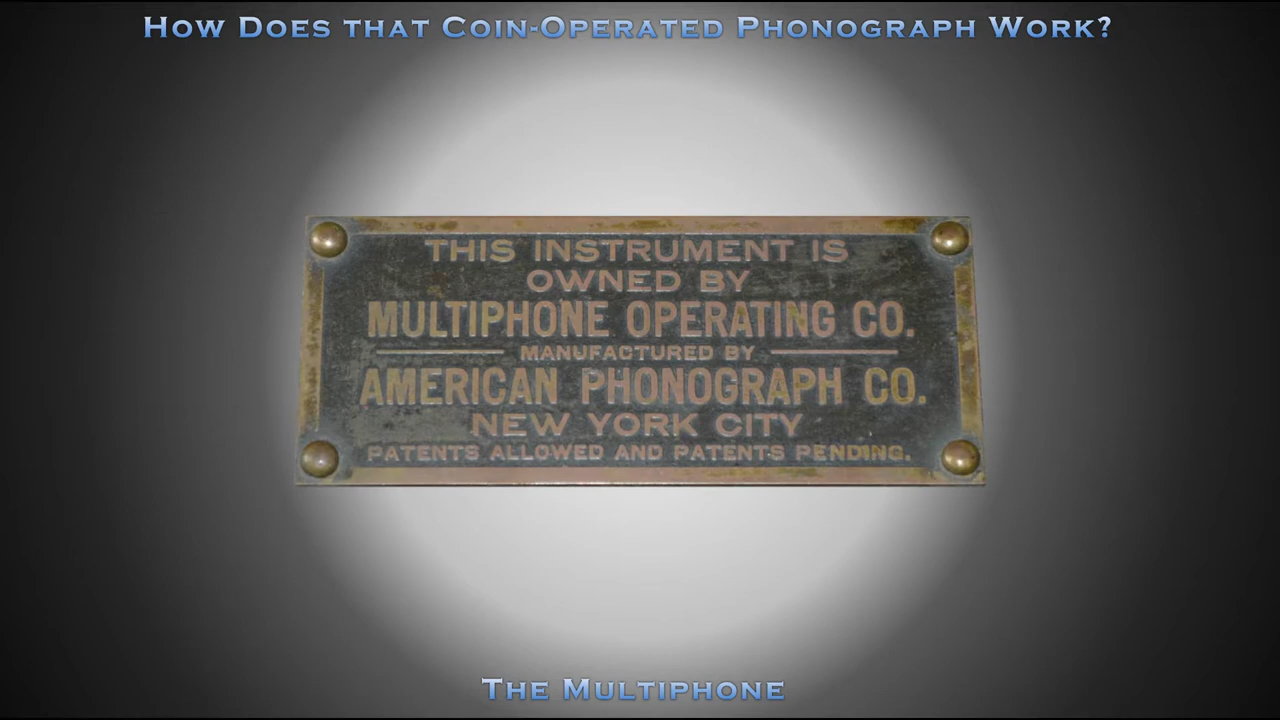 How Does that Coin-Operated Phonograph Work?
THIS INSTRUMENT IS
OWNED BY
MULTIPHONE OPERATING CO.
MANUFACTURED BY
AMERICAN PHONOGRAPH CO.
NEW YORK CITY
PATENTS ALLOWED AND PATENTS PENDING.
The Multiphone